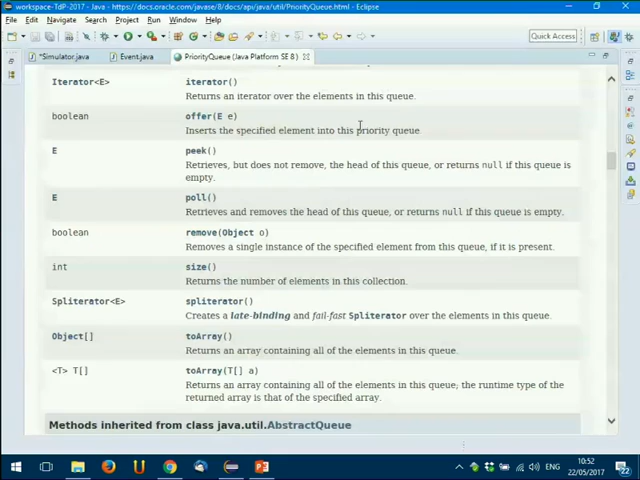 workspace-TdP-2017 - Java - https://docs.oracle.com/javase/8/docs/api/java/util/PriorityQueue.html - Eclipse
File Edit Navigate Search Project Run Window Help
Quick Access
*Simulator.java Event.java PriorityQueue (Java Platform SE 8)
Iterator<E> iterator()
Returns an iterator over the elements in this queue.
boolean offer(E e)
Inserts the specified element into this priority queue.
E peek()
Retrieves, but does not remove, the head of this queue, or returns null if this queue is
empty.
E poll()
Retrieves and removes the head of this queue, or returns null if this queue is empty.
boolean remove(Object o)
Removes a single instance of the specified element from this queue, if it is present.
int size()
Returns the number of elements in this collection.
Spliterator<E> spliterator()
Creates a late-binding and fail-fast Spliterator over the elements in this queue.
Object[] toArray()
Returns an array containing all of the elements in this queue.
<T> T[] toArray(T[] a)
Returns an array containing all of the elements in this queue; the runtime type of the
returned array is that of the specified array.
Methods inherited from class java.util.AbstractQueue
ENG
10:52
22/05/2017
22